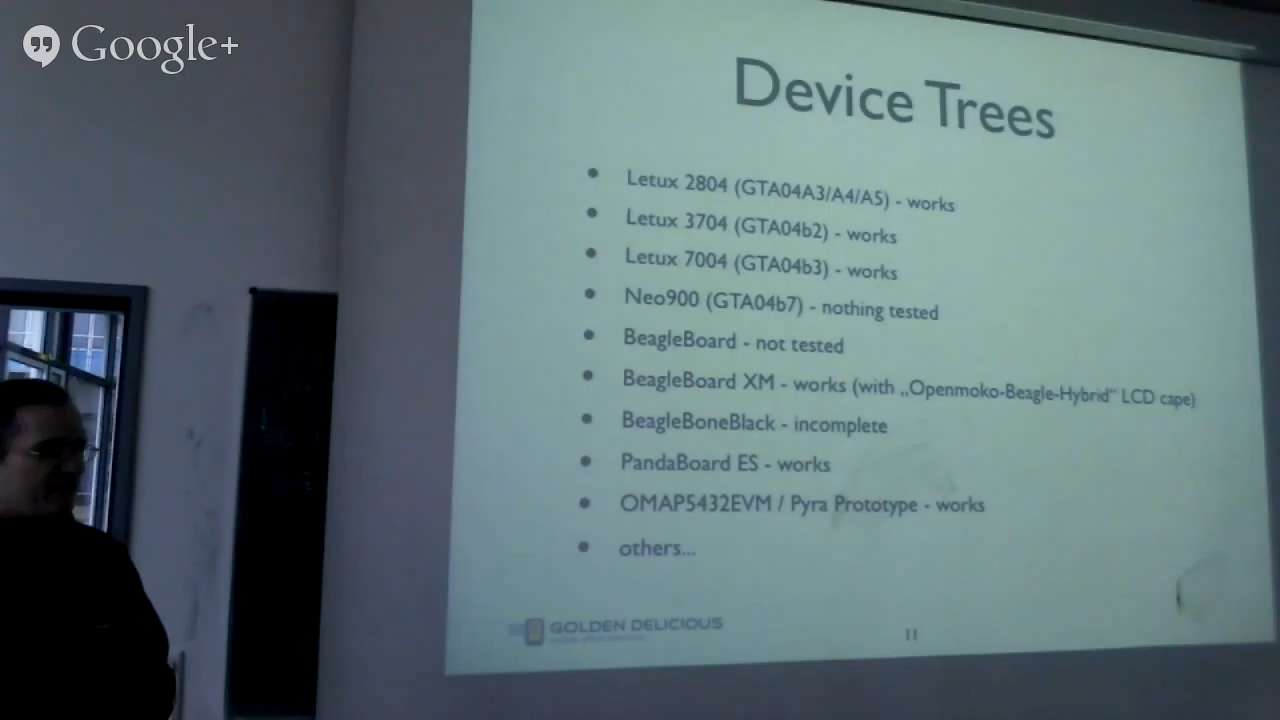 Google+
Device Trees
• Letux 2804 (GTA04A3/A4/A5) - works
• Letux 3704 (GTA04b2) - works
• Letux 7004 (GTA04b3) - works
• Neo900 (GTA04b7) - nothing tested
• BeagleBoard - not tested
• BeagleBoard XM - works (with „Openmoko-Beagle-Hybrid“ LCD cape)
• BeagleBoneBlack - incomplete
• PandaBoard ES - works
• OMAP5432EVM / Pyra Prototype - works
• others...
GOLDEN DELICIOUS
11